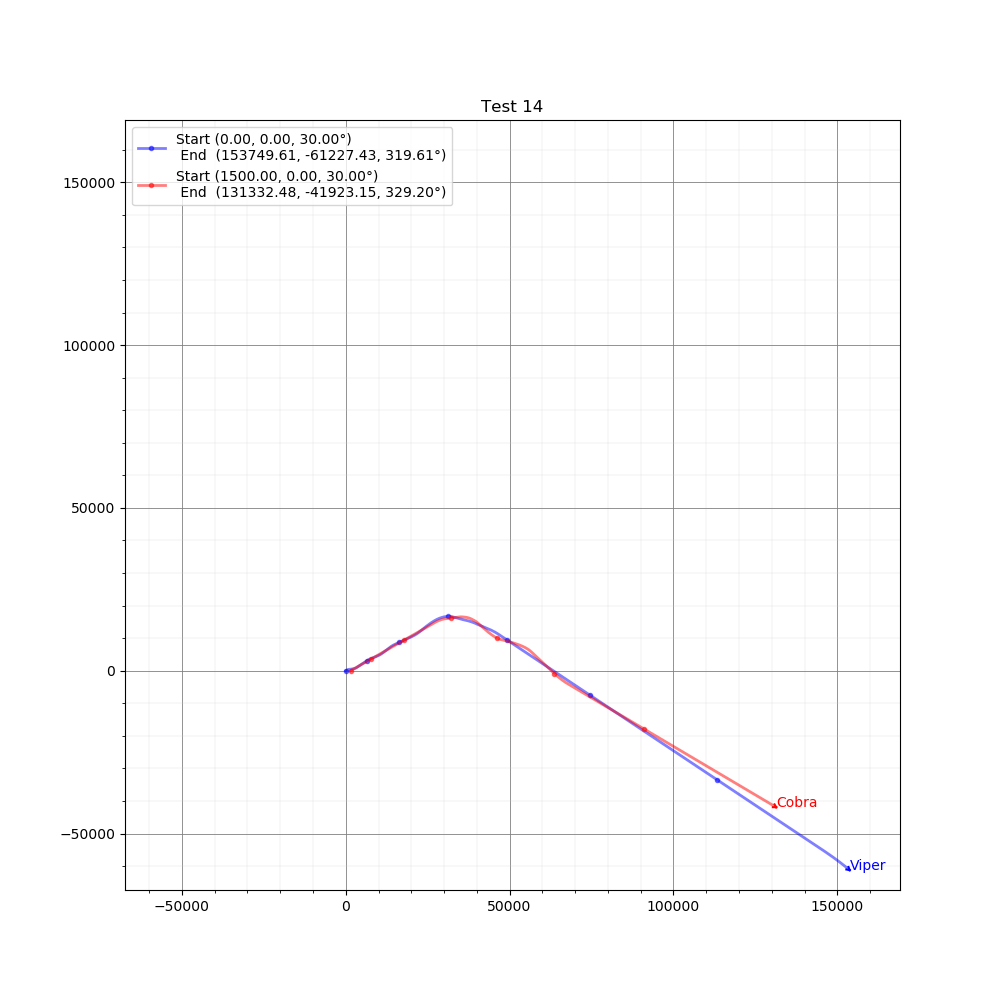 Test 14
Start (0.00, 0.00, 30.00°)
End (153749.61, -61227.43, 319.61°)
Start (1500.00, 0.00, 30.00°)
End (131332.48, -41923.15, 329.20°)
150000
100000
50000
0
−50000
Cobra
Viper
−50000 0 50000 100000 150000